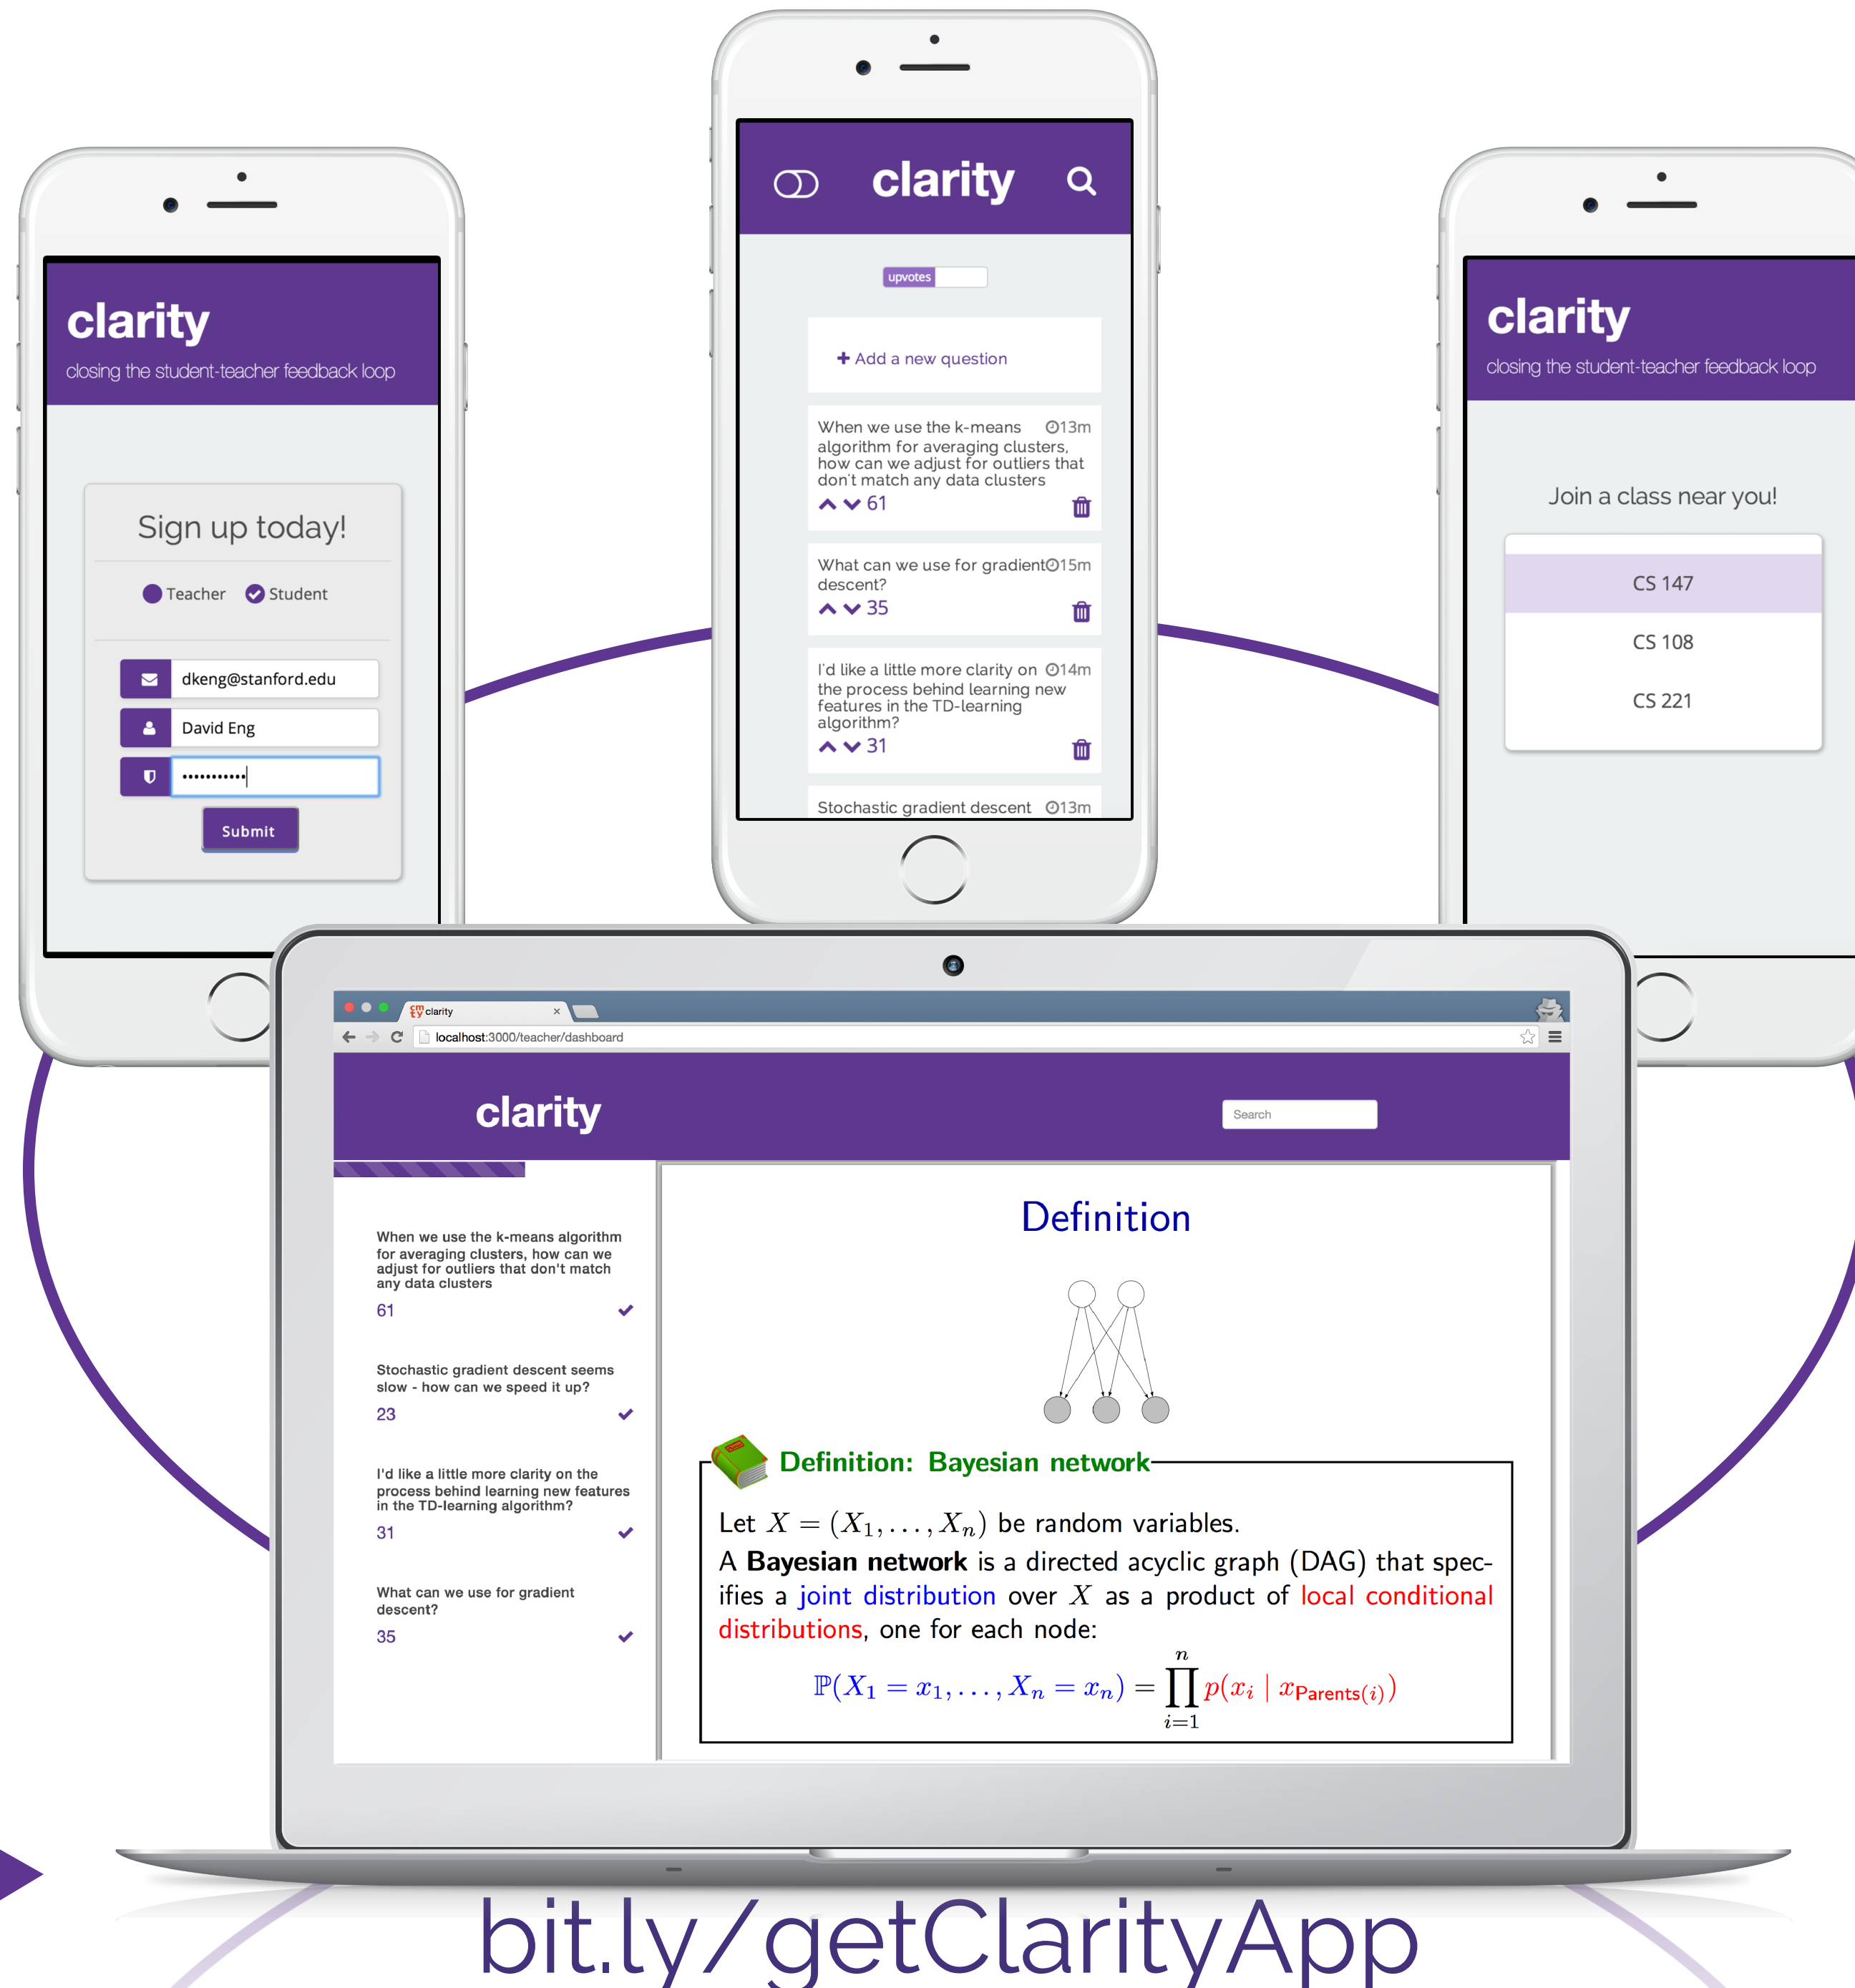 clarity
closing the student-teacher feedback loop
Sign up today!
Teacher Student
dkeng@stanford.edu
David Eng
Submit
clarity
upvotes
Add a new question
When we use the k-means 13m
algorithm for averaging clusters,
how can we adjust for outliers that
don't match any data clusters
61
What can we use for gradient 15m
descent?
35
I'd like a little more clarity on 14m
the process behind learning new
features in the TD-learning
algorithm?
31
Stochastic gradient descent 13m
clarity
closing the student-teacher feedback loop
Join a class near you!
CS 147
CS 108
CS 221
cm
ty clarity
localhost:3000/teacher/dashboard
clarity
Search
When we use the k-means algorithm
for averaging clusters, how can we
adjust for outliers that don't match
any data clusters
61
Stochastic gradient descent seems
slow - how can we speed it up?
23
I'd like a little more clarity on the
process behind learning new features
in the TD-learning algorithm?
31
What can we use for gradient
descent?
35
Definition
Definition: Bayesian network
Let X = (X₁, . . . , Xₙ) be random variables.
A Bayesian network is a directed acyclic graph (DAG) that spec-
ifies a joint distribution over X as a product of local conditional
distributions, one for each node:
ℙ(X₁ = x₁, . . . , Xₙ = xₙ) = ∏ⁿᵢ₌₁ p(xᵢ | x_Parents(i))
bit.ly/getClarityApp